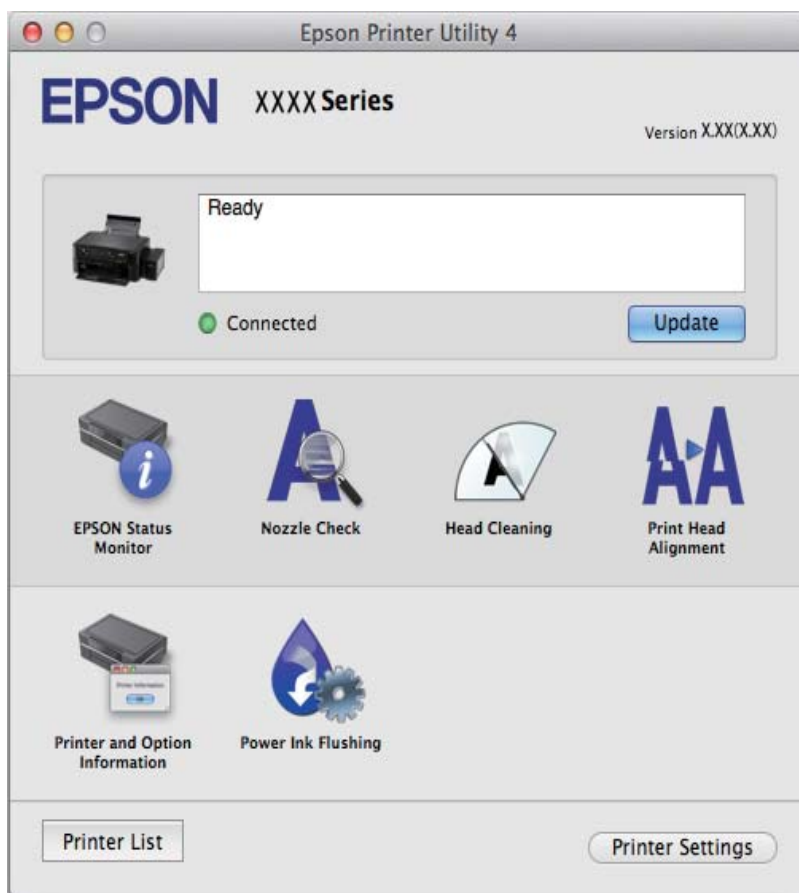 Epson Printer Utility 4
EPSON XXXX Series
Version X.XX(X.XX)
Ready
Connected
Update
EPSON Status
Monitor
Nozzle Check
Head Cleaning
Print Head
Alignment
Printer and Option
Information
Power Ink Flushing
Printer List
Printer Settings